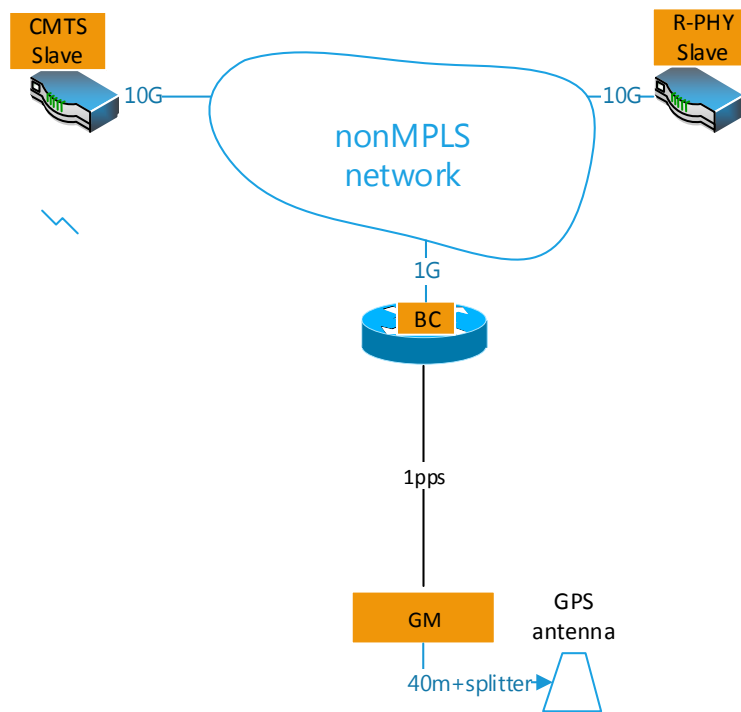 CMTS
Slave
R-PHY
Slave
10G
10G
nonMPLS
network
1G
BC
1pps
GM
GPS
antenna
40m+splitter